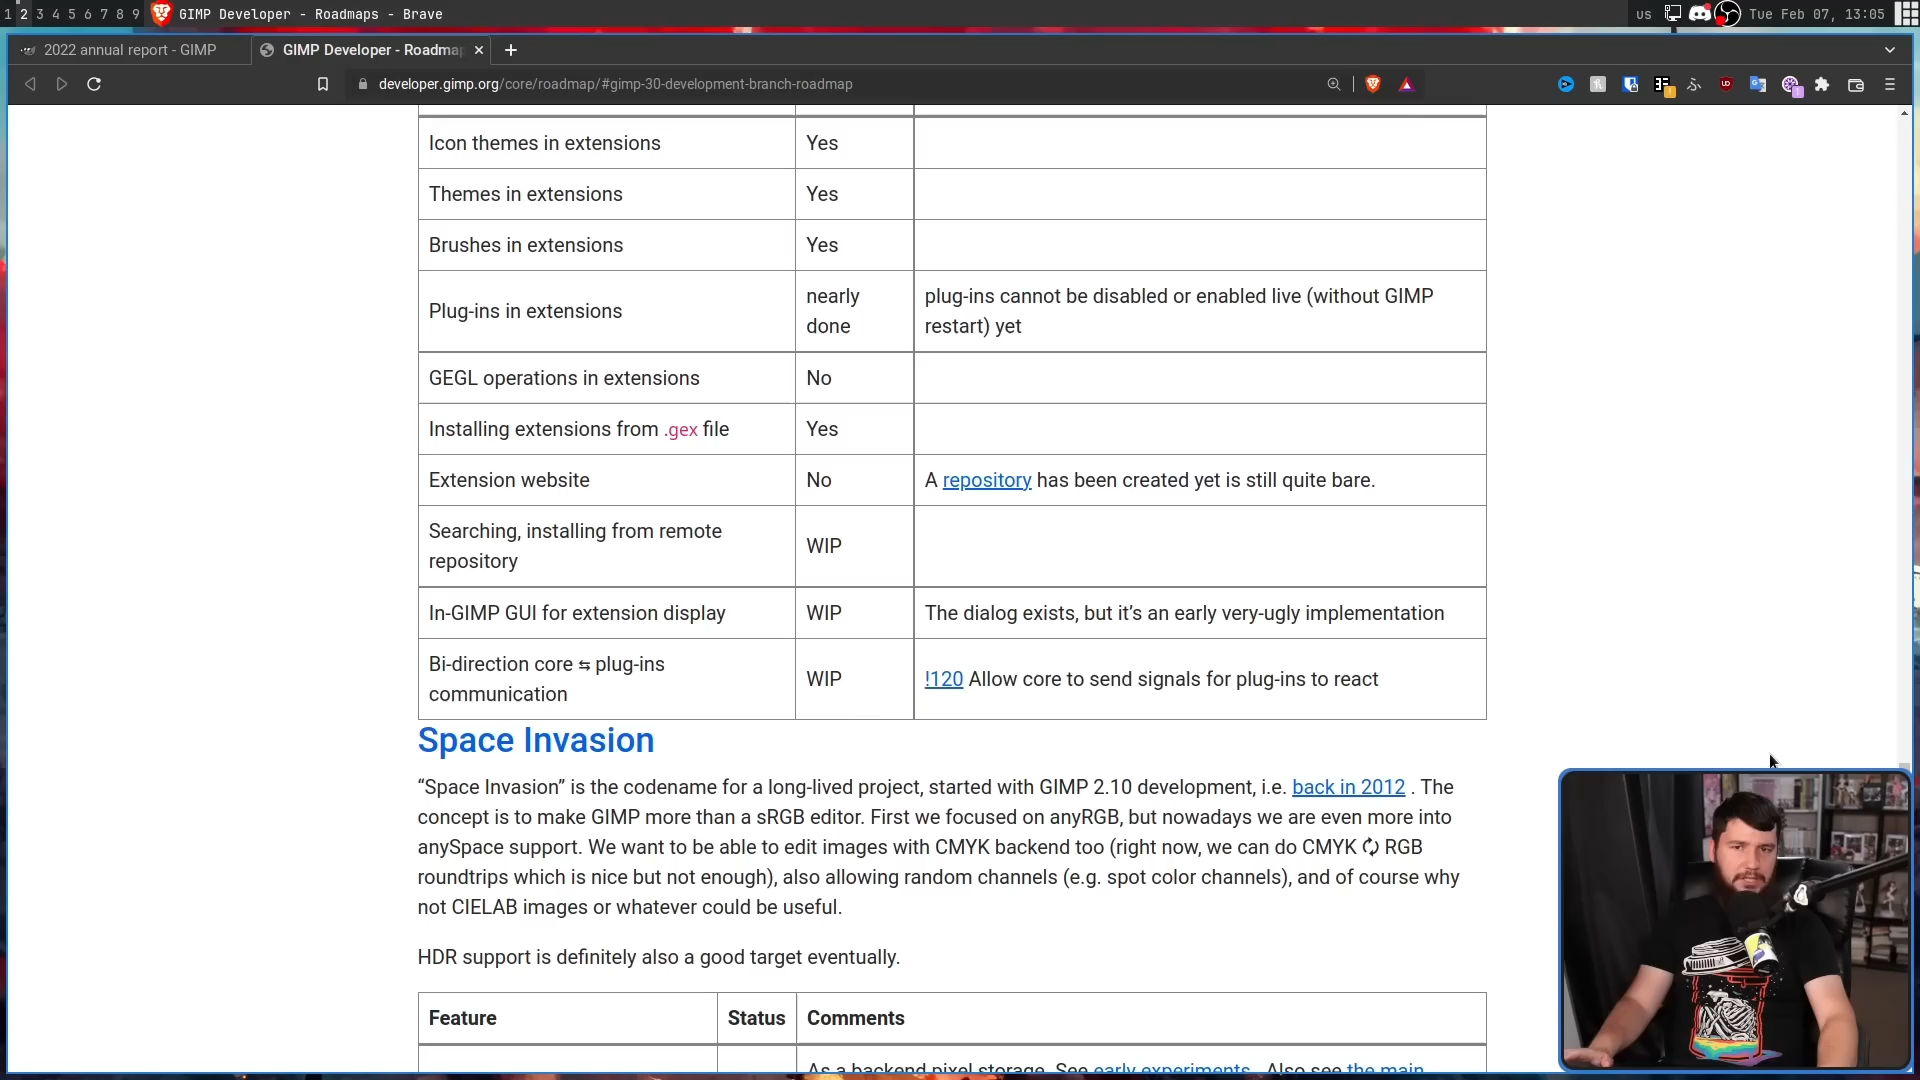 1 2 3 4 5 6 7 8 9 GIMP Developer - Roadmaps - Brave us Tue Feb 07, 13:05
2022 annual report - GIMP GIMP Developer - Roadma
developer.gimp.org/core/roadmap/#gimp-30-development-branch-roadmap
Icon themes in extensions Yes
Themes in extensions Yes
Brushes in extensions Yes
Plug-ins in extensions nearly done plug-ins cannot be disabled or enabled live (without GIMP restart) yet
GEGL operations in extensions No
Installing extensions from .gex file Yes
Extension website No A repository has been created yet is still quite bare.
Searching, installing from remote repository WIP
In-GIMP GUI for extension display WIP The dialog exists, but it’s an early very-ugly implementation
Bi-direction core ⇆ plug-ins communication WIP !120 Allow core to send signals for plug-ins to react
Space Invasion
“Space Invasion” is the codename for a long-lived project, started with GIMP 2.10 development, i.e. back in 2012 . The
concept is to make GIMP more than a sRGB editor. First we focused on anyRGB, but nowadays we are even more into
anySpace support. We want to be able to edit images with CMYK backend too (right now, we can do CMYK 🗘 RGB
roundtrips which is nice but not enough), also allowing random channels (e.g. spot color channels), and of course why
not CIELAB images or whatever could be useful.
HDR support is definitely also a good target eventually.
Feature Status Comments
As a backend pixel storage. See early experiments . Also see the main